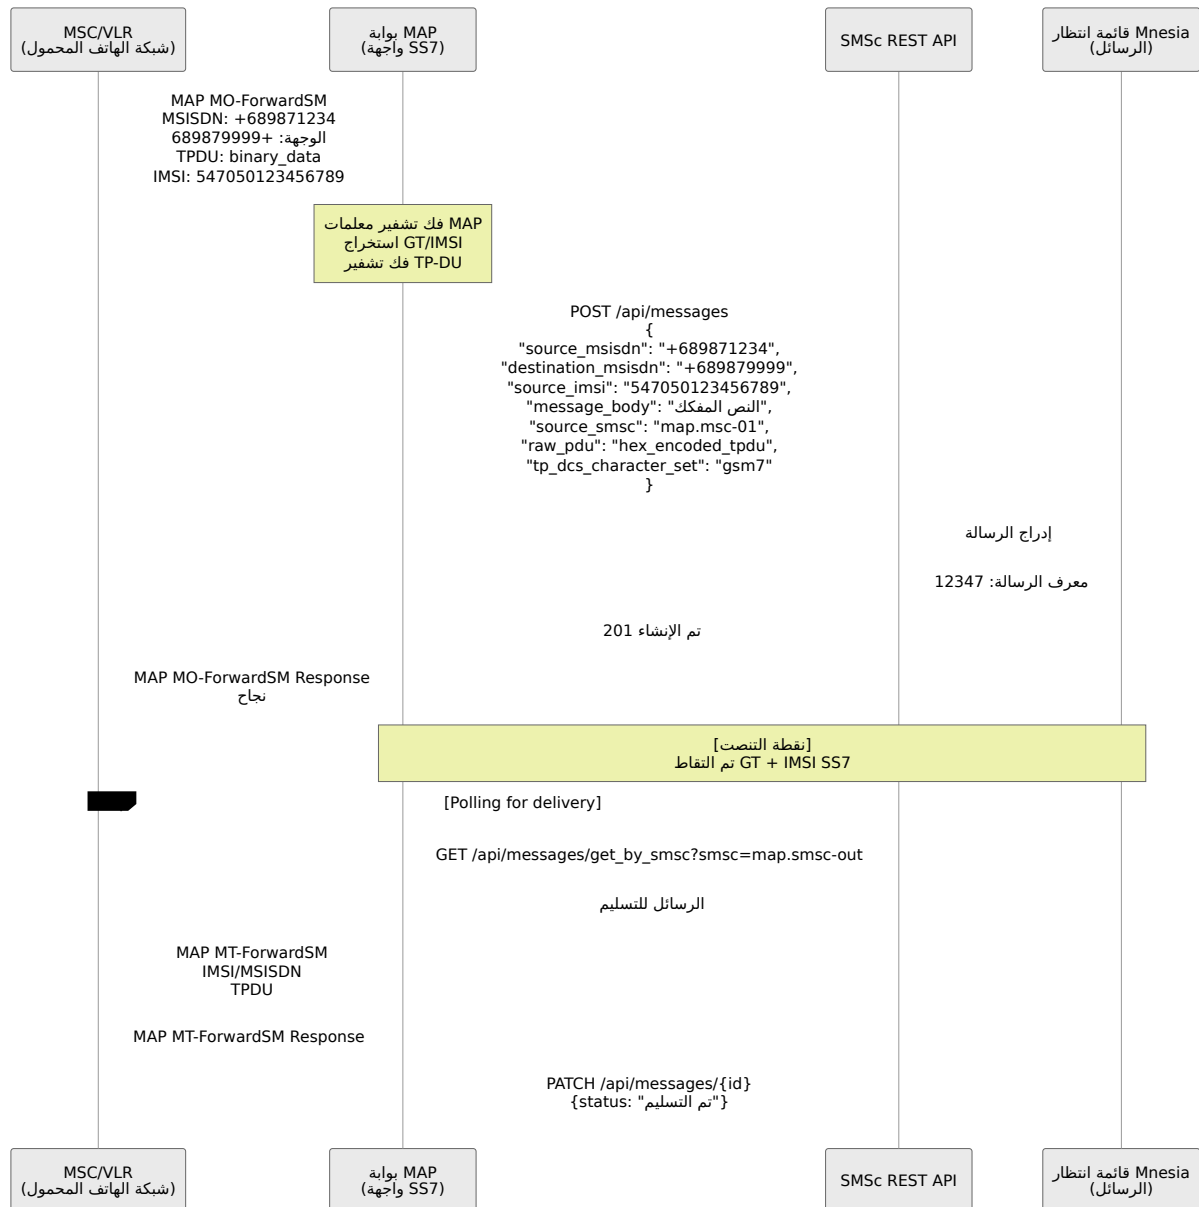 MSC/VLR
(شبكة الهاتف المحمول)
بوابة MAP
(واجهة SS7)
SMSc REST API
قائمة انتظار Mnesia
(الرسائل)
MAP MO-ForwardSM
MSISDN: +689871234
الوجهة: +689879999
TPDU: binary_data
IMSI: 547050123456789
فك تشفير معلمات MAP
استخراج GT/IMSI
فك تشفير TP-DU
POST /api/messages
{
"source_msisdn": "+689871234",
"destination_msisdn": "+689879999",
"source_imsi": "547050123456789",
"message_body": "النص المفكك",
"source_smsc": "map.msc-01",
"raw_pdu": "hex_encoded_tpdu",
"tp_dcs_character_set": "gsm7"
}
إدراج الرسالة
معرف الرسالة: 12347
201 تم الإنشاء
MAP MO-ForwardSM Response
نجاح
[نقطة التنصت]
تم التقاط GT + IMSI SS7
[Polling for delivery]
GET /api/messages/get_by_smsc?smsc=map.smsc-out
الرسائل للتسليم
MAP MT-ForwardSM
IMSI/MSISDN
TPDU
MAP MT-ForwardSM Response
PATCH /api/messages/{id}
{status: "تم التسليم"}
MSC/VLR
(شبكة الهاتف المحمول)
بوابة MAP
(واجهة SS7)
SMSc REST API
قائمة انتظار Mnesia
(الرسائل)